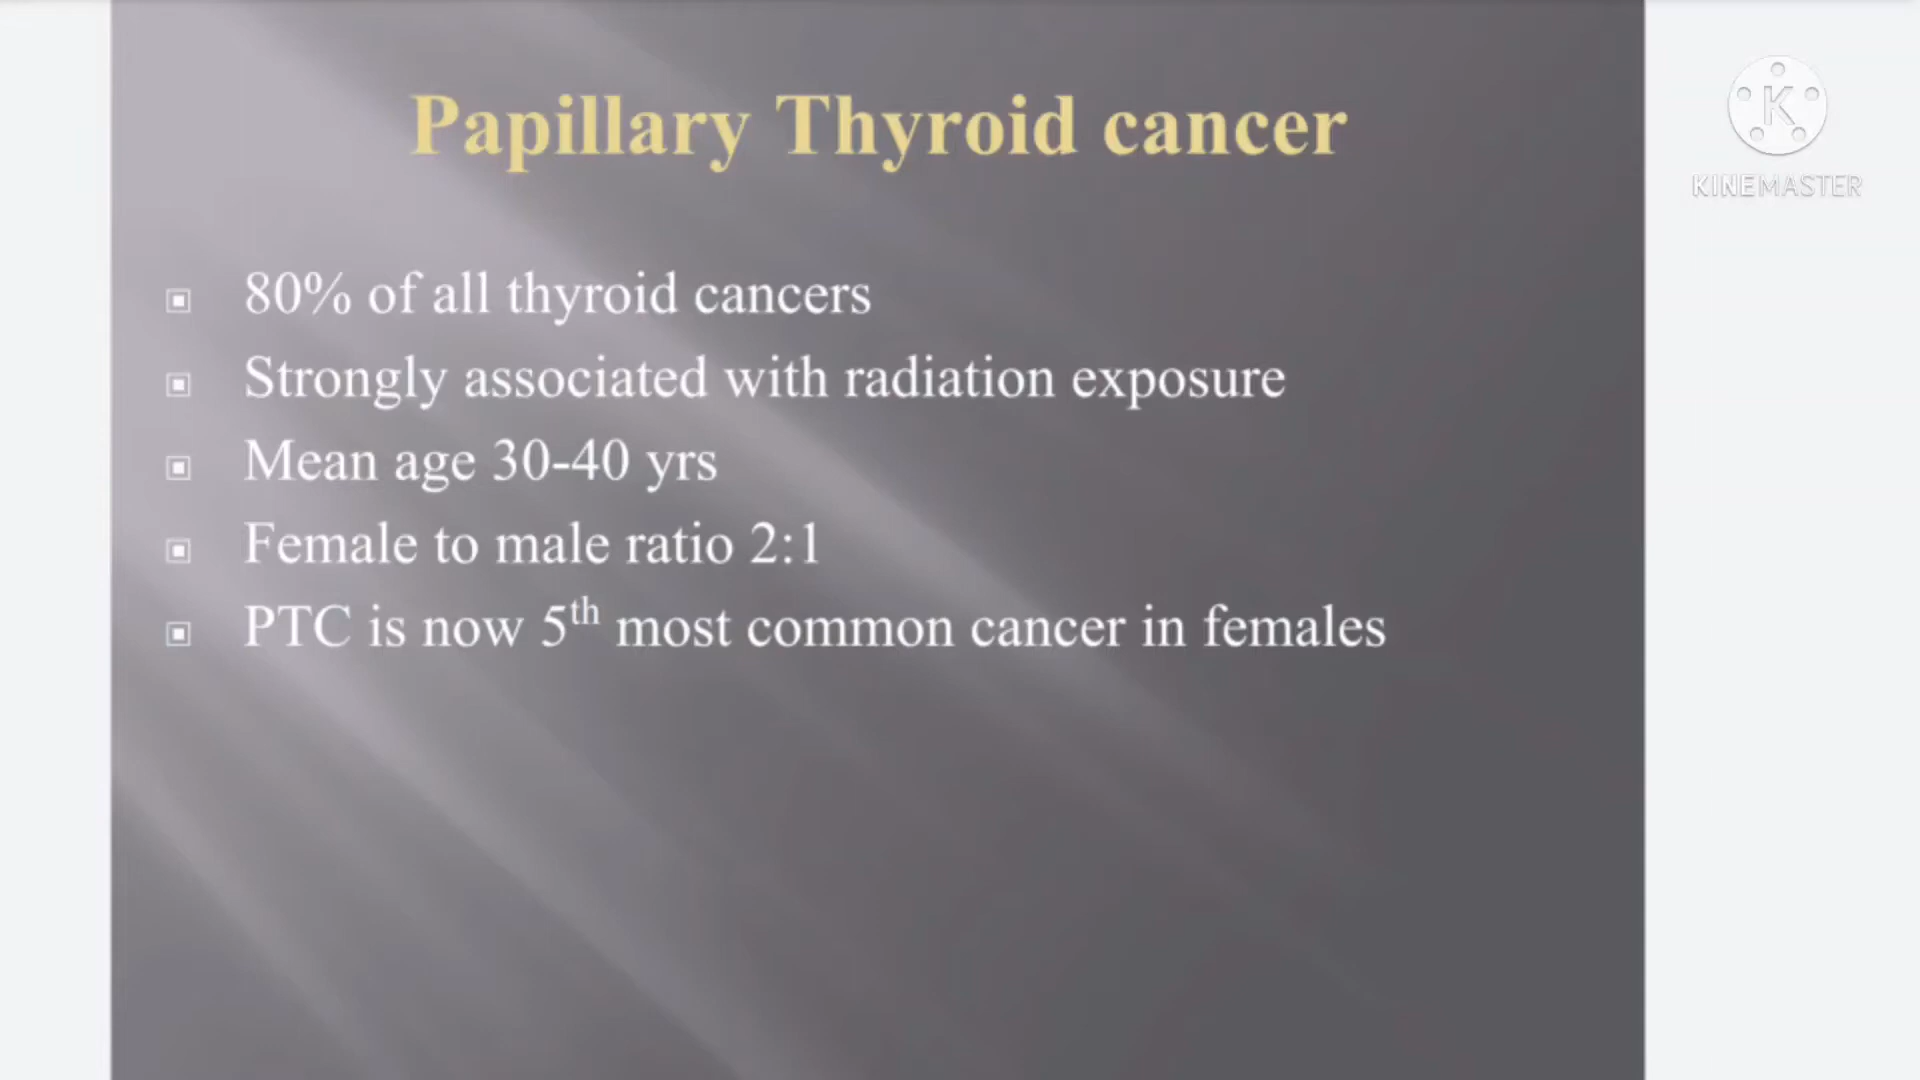 Papillary Thyroid cancer
80% of all thyroid cancers
Strongly associated with radiation exposure
Mean age 30-40 yrs
Female to male ratio 2:1
PTC is now 5th most common cancer in females
K
KINEMASTER